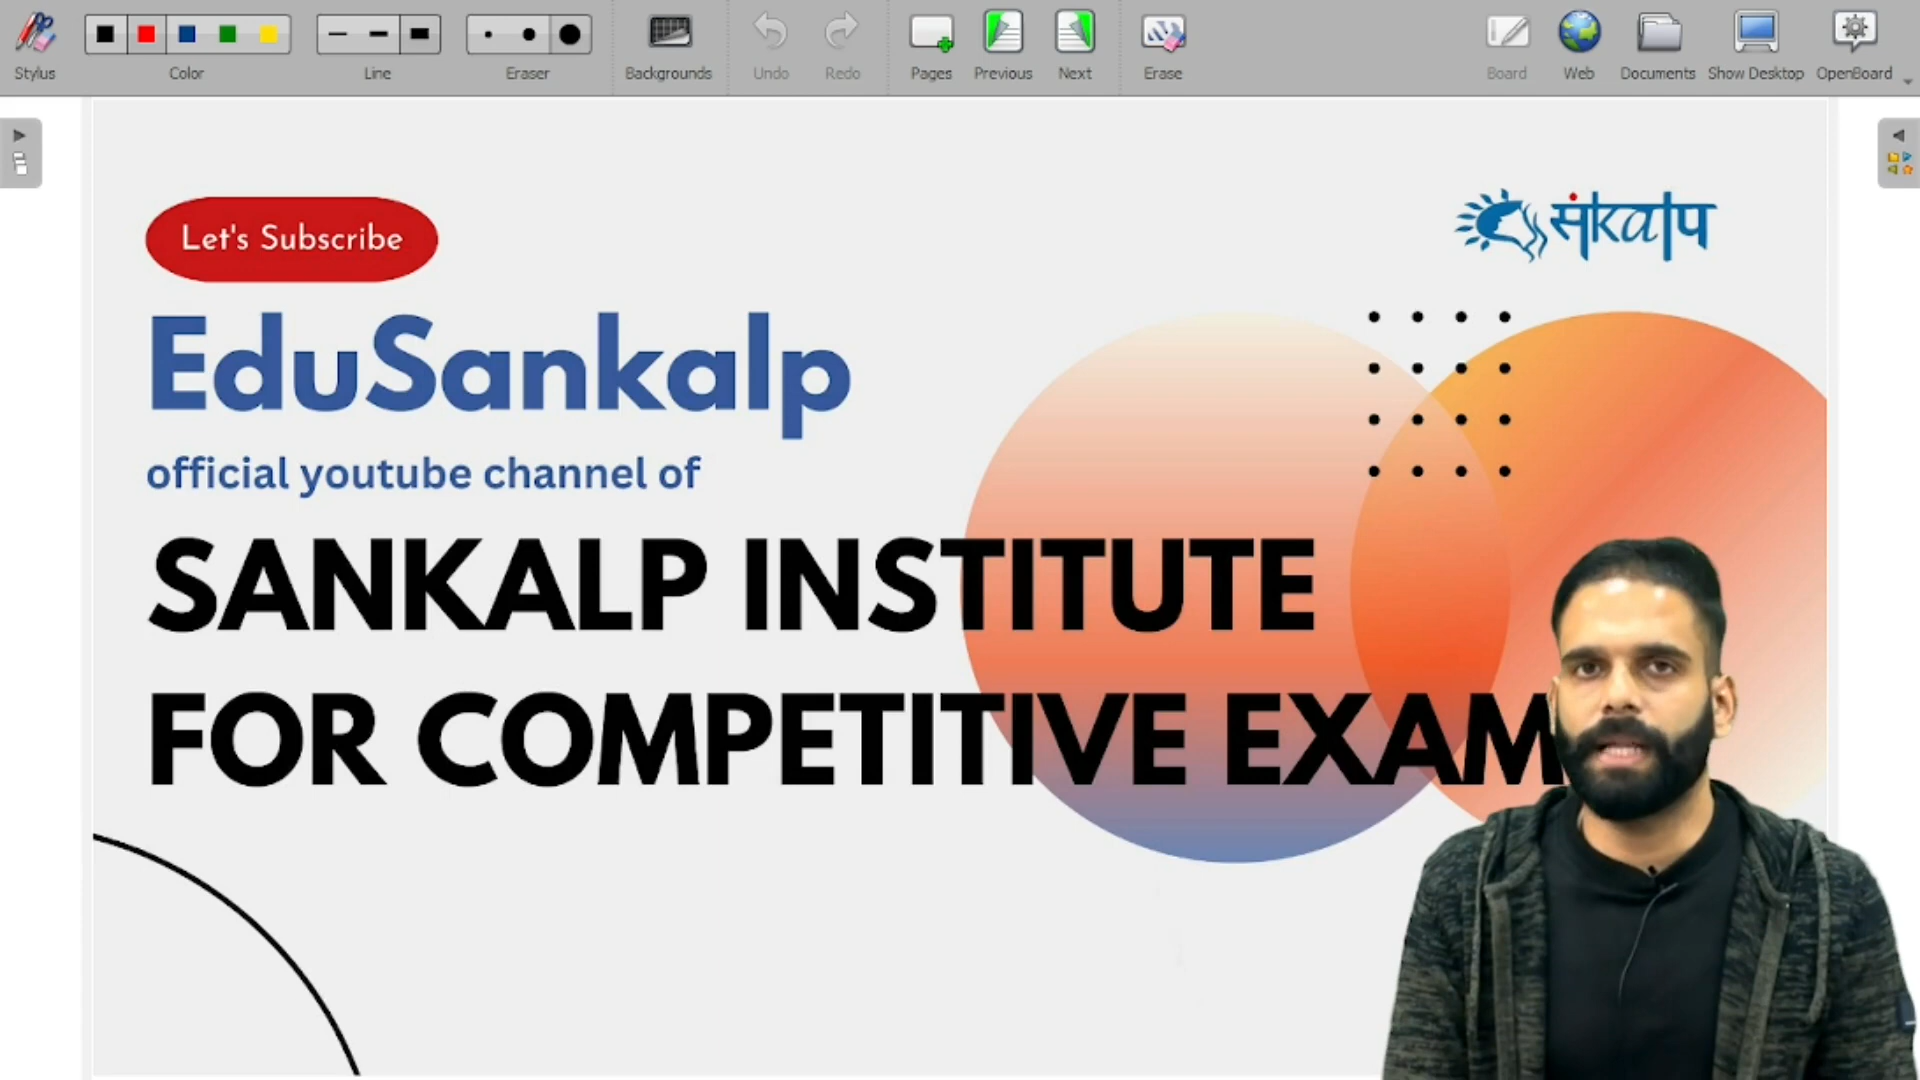 Stylus
Color
Line
Eraser
Backgrounds
Undo
Redo
Pages
Previous
Next
Erase
Board
Web
Documents
Show Desktop
OpenBoard
Let's Subscribe
संkalप
EduSankalp
official youtube channel of
SANKALP INSTITUTE
FOR COMPETITIVE EXAM